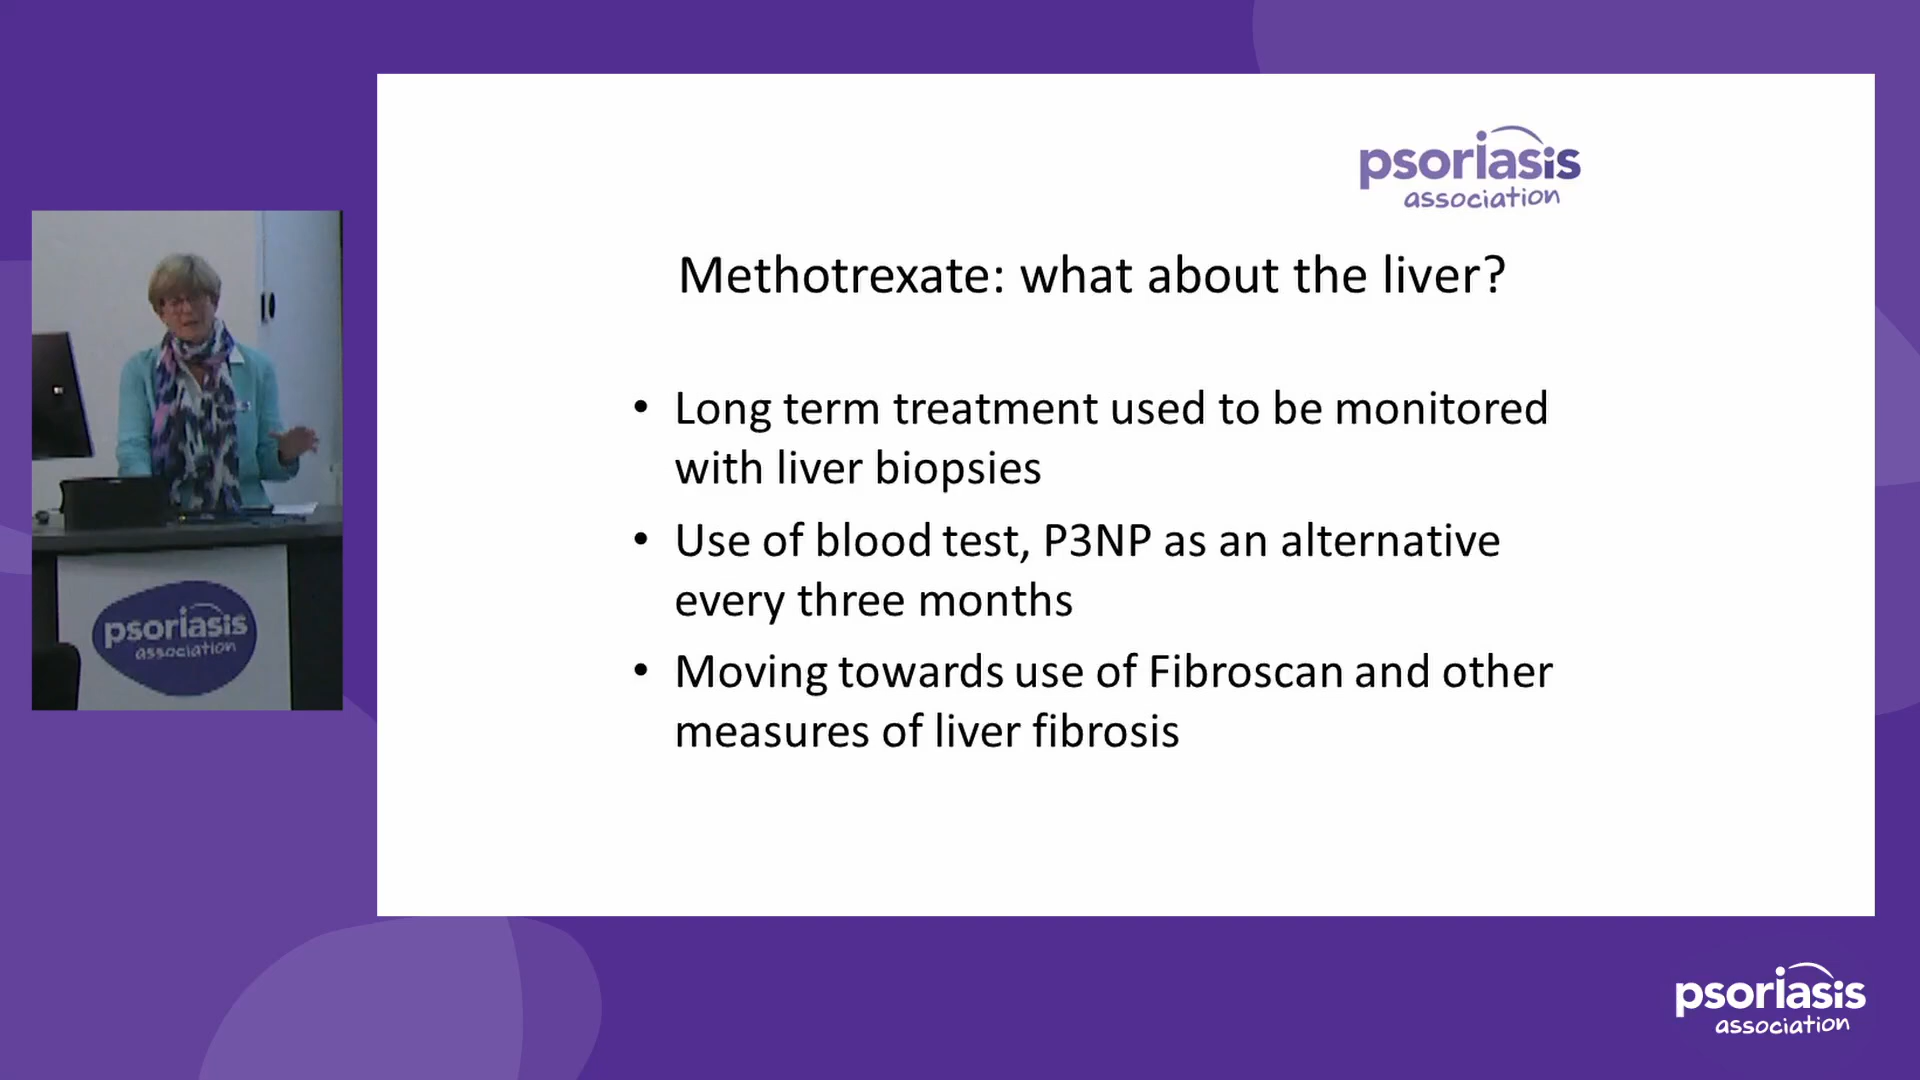 psoriasis
association
Methotrexate: what about the liver?
• Long term treatment used to be monitored
with liver biopsies
• Use of blood test, P3NP as an alternative
every three months
• Moving towards use of Fibroscan and other
measures of liver fibrosis
psoriasis
association
psoriasis
association